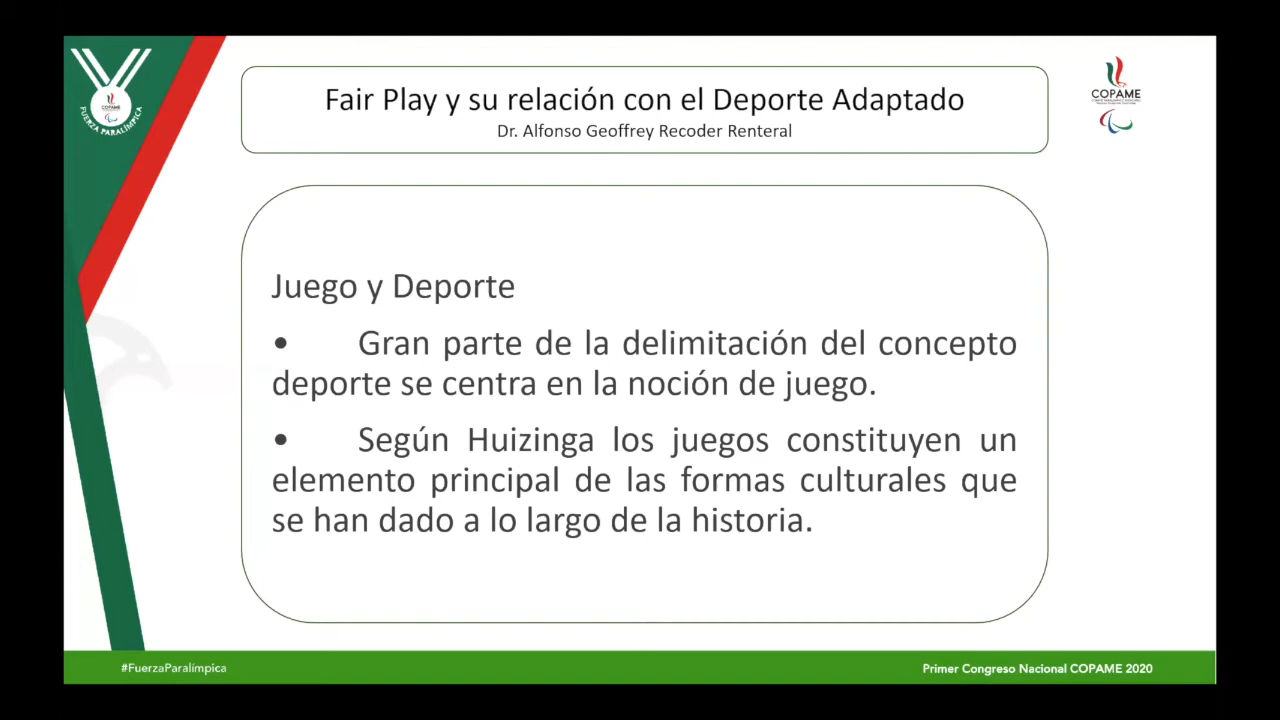 FUERZA PARALÍMPICA
COPAME
Fair Play y su relación con el Deporte Adaptado
Dr. Alfonso Geoffrey Recoder Renteral
COPAME
Juego y Deporte
• Gran parte de la delimitación del concepto
deporte se centra en la noción de juego.
• Según Huizinga los juegos constituyen un
elemento principal de las formas culturales que
se han dado a lo largo de la historia.
#FuerzaParalímpica
Primer Congreso Nacional COPAME 2020